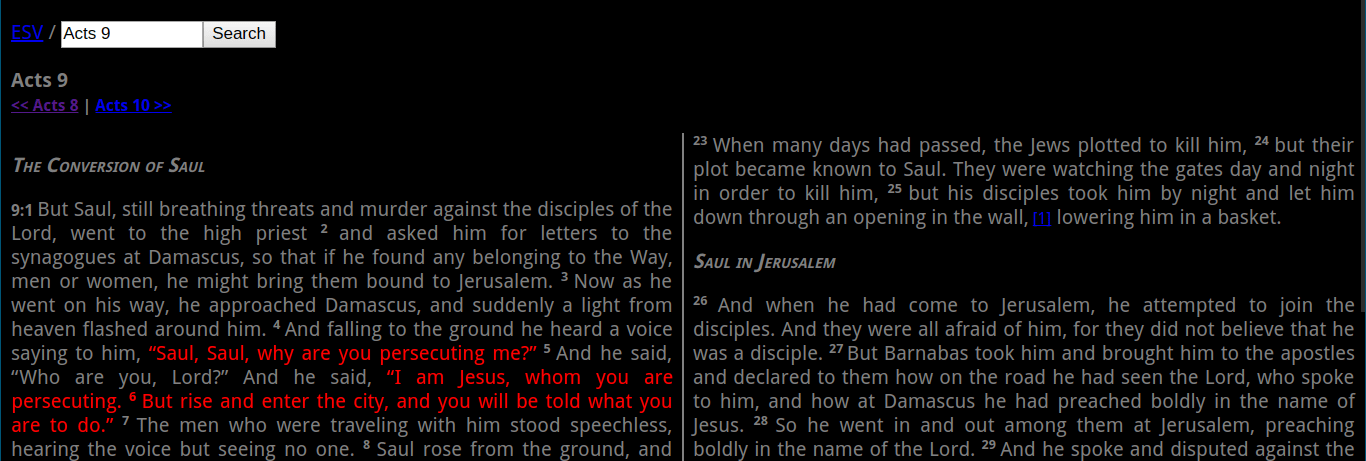 ESV / Acts 9 Search
Acts 9
<< Acts 8 | Acts 10 >>
The Conversion of Saul
9:1 But Saul, still breathing threats and murder against the disciples of the
Lord, went to the high priest 2 and asked him for letters to the
synagogues at Damascus, so that if he found any belonging to the Way,
men or women, he might bring them bound to Jerusalem. 3 Now as he
went on his way, he approached Damascus, and suddenly a light from
heaven flashed around him. 4 And falling to the ground he heard a voice
saying to him, “Saul, Saul, why are you persecuting me?” 5 And he said,
“Who are you, Lord?” And he said, “I am Jesus, whom you are
persecuting. 6 But rise and enter the city, and you will be told what you
are to do.” 7 The men who were traveling with him stood speechless,
hearing the voice but seeing no one. 8 Saul rose from the ground, and
23 When many days had passed, the Jews plotted to kill him, 24 but their
plot became known to Saul. They were watching the gates day and night
in order to kill him, 25 but his disciples took him by night and let him
down through an opening in the wall, [1] lowering him in a basket.
Saul in Jerusalem
26 And when he had come to Jerusalem, he attempted to join the
disciples. And they were all afraid of him, for they did not believe that he
was a disciple. 27 But Barnabas took him and brought him to the apostles
and declared to them how on the road he had seen the Lord, who spoke
to him, and how at Damascus he had preached boldly in the name of
Jesus. 28 So he went in and out among them at Jerusalem, preaching
boldly in the name of the Lord. 29 And he spoke and disputed against the